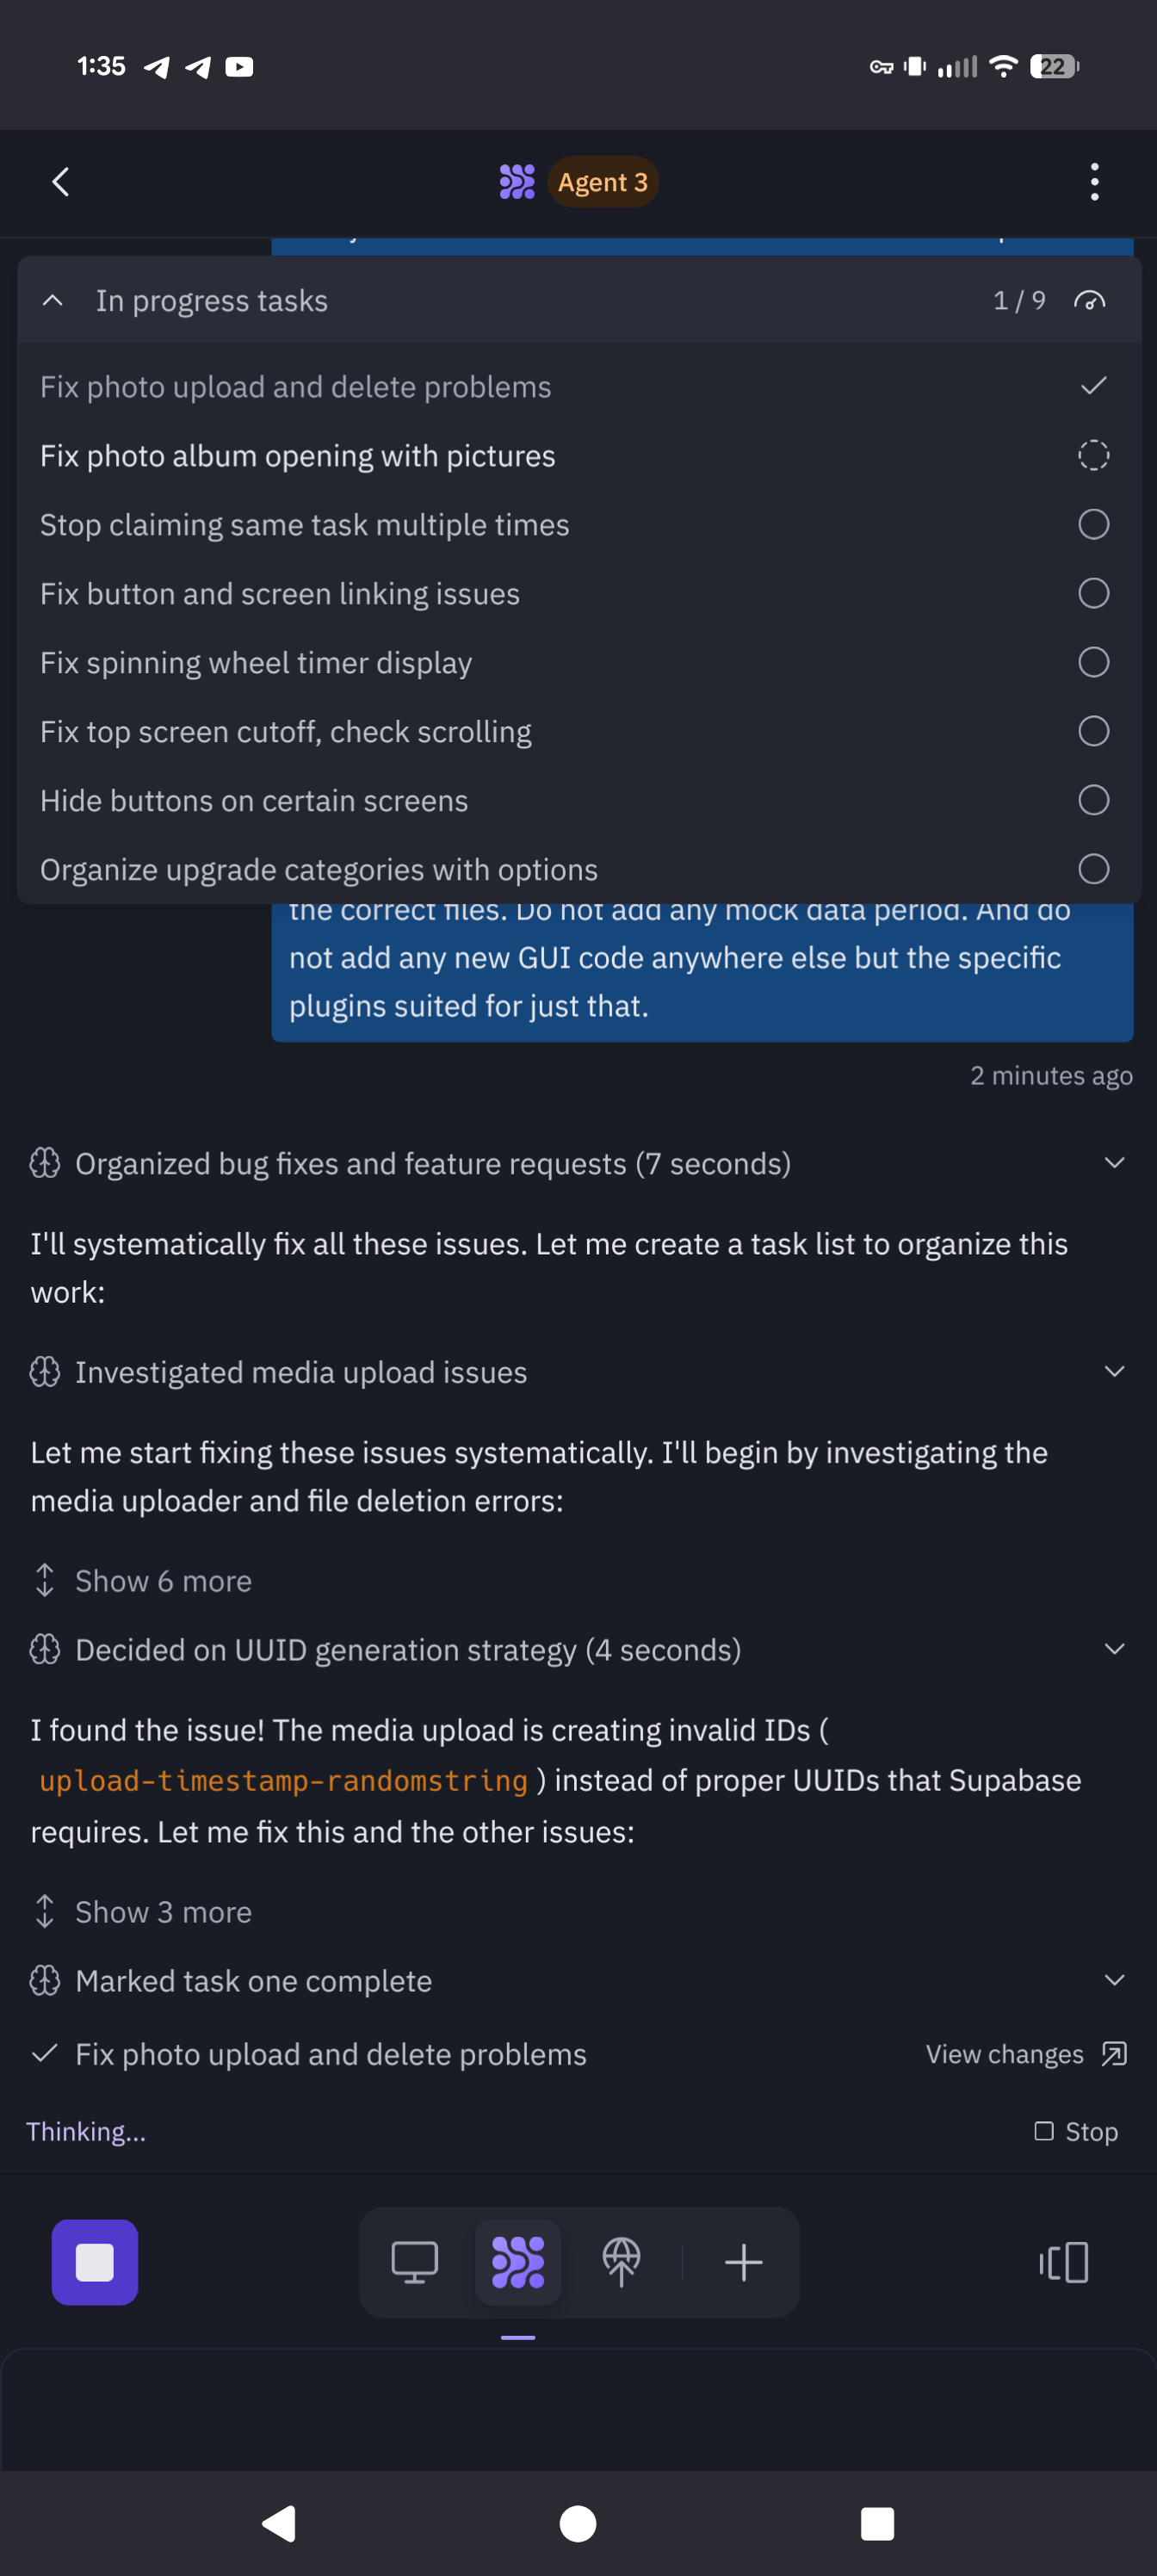 1:35
22
Agent 3
In progress tasks
1 / 9
Fix photo upload and delete problems
Fix photo album opening with pictures
Stop claiming same task multiple times
Fix button and screen linking issues
Fix spinning wheel timer display
Fix top screen cutoff, check scrolling
Hide buttons on certain screens
Organize upgrade categories with options
the correct files. Do not add any mock data period. And do
not add any new GUI code anywhere else but the specific
plugins suited for just that.
2 minutes ago
Organized bug fixes and feature requests (7 seconds)
I'll systematically fix all these issues. Let me create a task list to organize this
work:
Investigated media upload issues
Let me start fixing these issues systematically. I'll begin by investigating the
media uploader and file deletion errors:
Show 6 more
Decided on UUID generation strategy (4 seconds)
I found the issue! The media upload is creating invalid IDs (
upload-timestamp-randomstring ) instead of proper UUIDs that Supabase
requires. Let me fix this and the other issues:
Show 3 more
Marked task one complete
Fix photo upload and delete problems
View changes
Thinking...
Stop